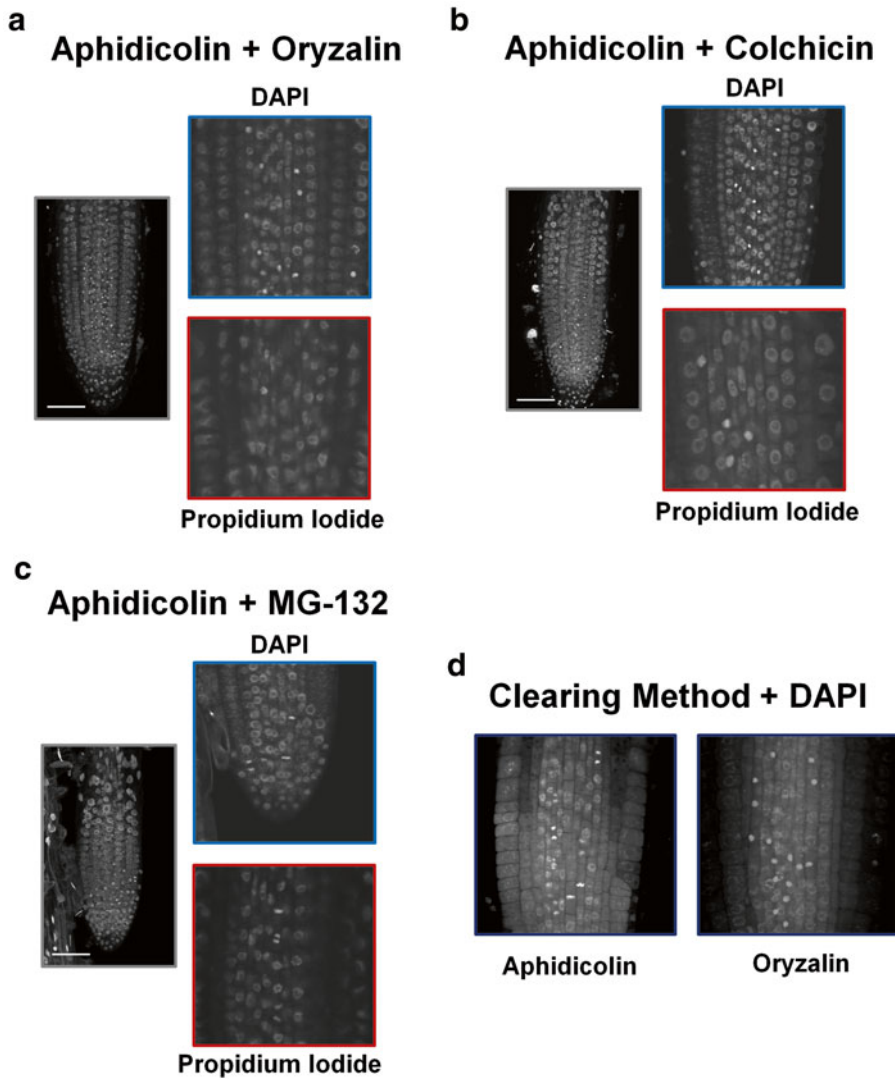 a
Aphidicolin + Oryzalin
DAPI
Propidium Iodide
b
Aphidicolin + Colchicin
DAPI
Propidium Iodide
c
Aphidicolin + MG-132
DAPI
Propidium Iodide
d
Clearing Method + DAPI
Aphidicolin
Oryzalin